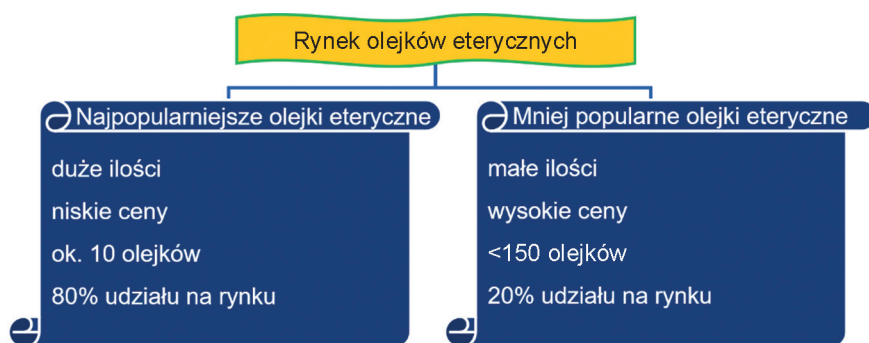 Rynek olejków eterycznych
Najpopularniejsze olejki eteryczne
duże ilości
niskie ceny
ok. 10 olejków
80% udziału na rynku
Mniej popularne olejki eteryczne
małe ilości
wysokie ceny
<150 olejków
20% udziału na rynku